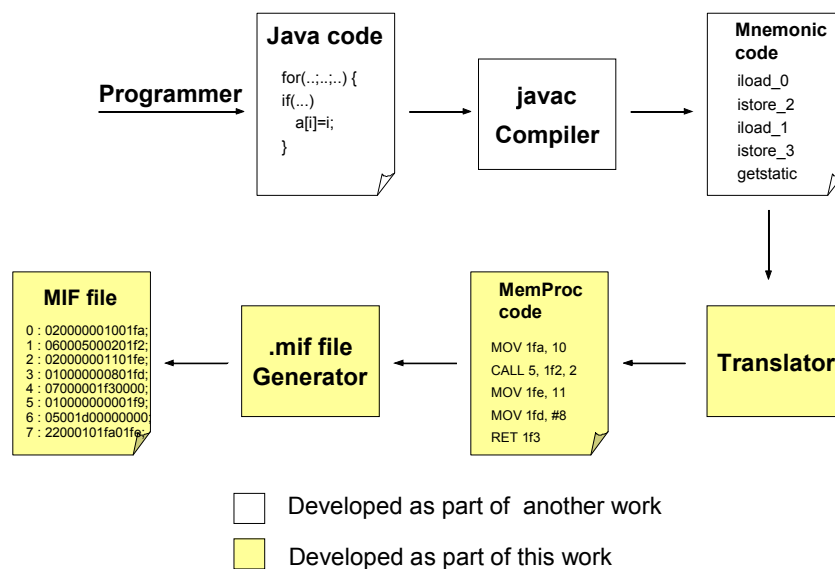 Programmer
Java code
for(..;..;..) {
if(...)
a[i]=i;
}
javac
Compiler
Mnemonic
code
iload_0
istore_2
iload_1
istore_3
getstatic
MIF file
0 : 020000001001fa;
1 : 060005000201f2;
2 : 020000001101fe;
3 : 010000000801fd;
4 : 07000001f30000;
5 : 010000000001f9;
6 : 05001d00000000;
7 : 22000101fa01fe;
.mif file
Generator
MemProc
code
MOV 1fa, 10
CALL 5, 1f2, 2
MOV 1fe, 11
MOV 1fd, #8
RET 1f3
Translator
Developed as part of another work
Developed as part of this work